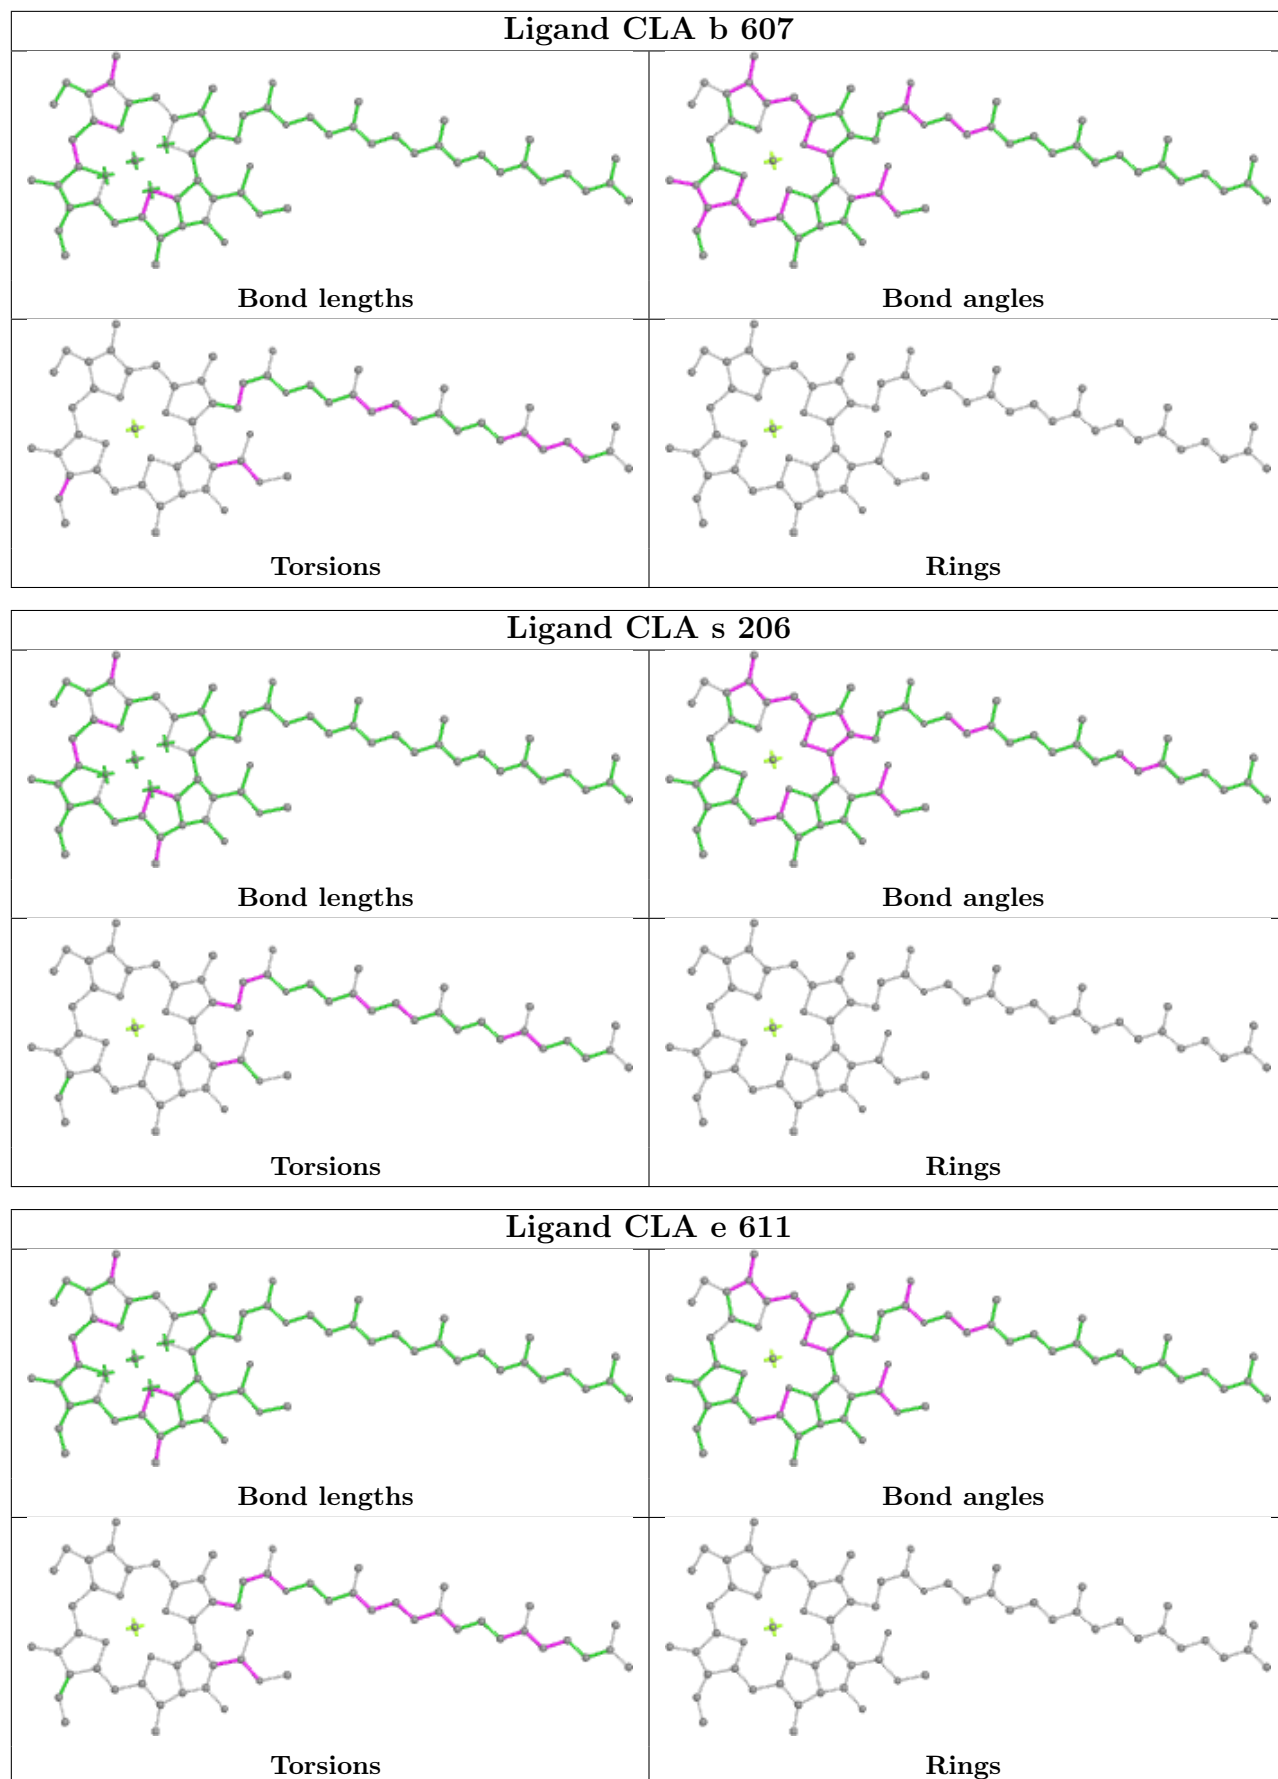 Ligand CLA b 607
Bond lengths
Bond angles
Torsions
Rings
Ligand CLA s 206
Bond lengths
Bond angles
Torsions
Rings
Ligand CLA e 611
Bond lengths
Bond angles
Torsions
Rings